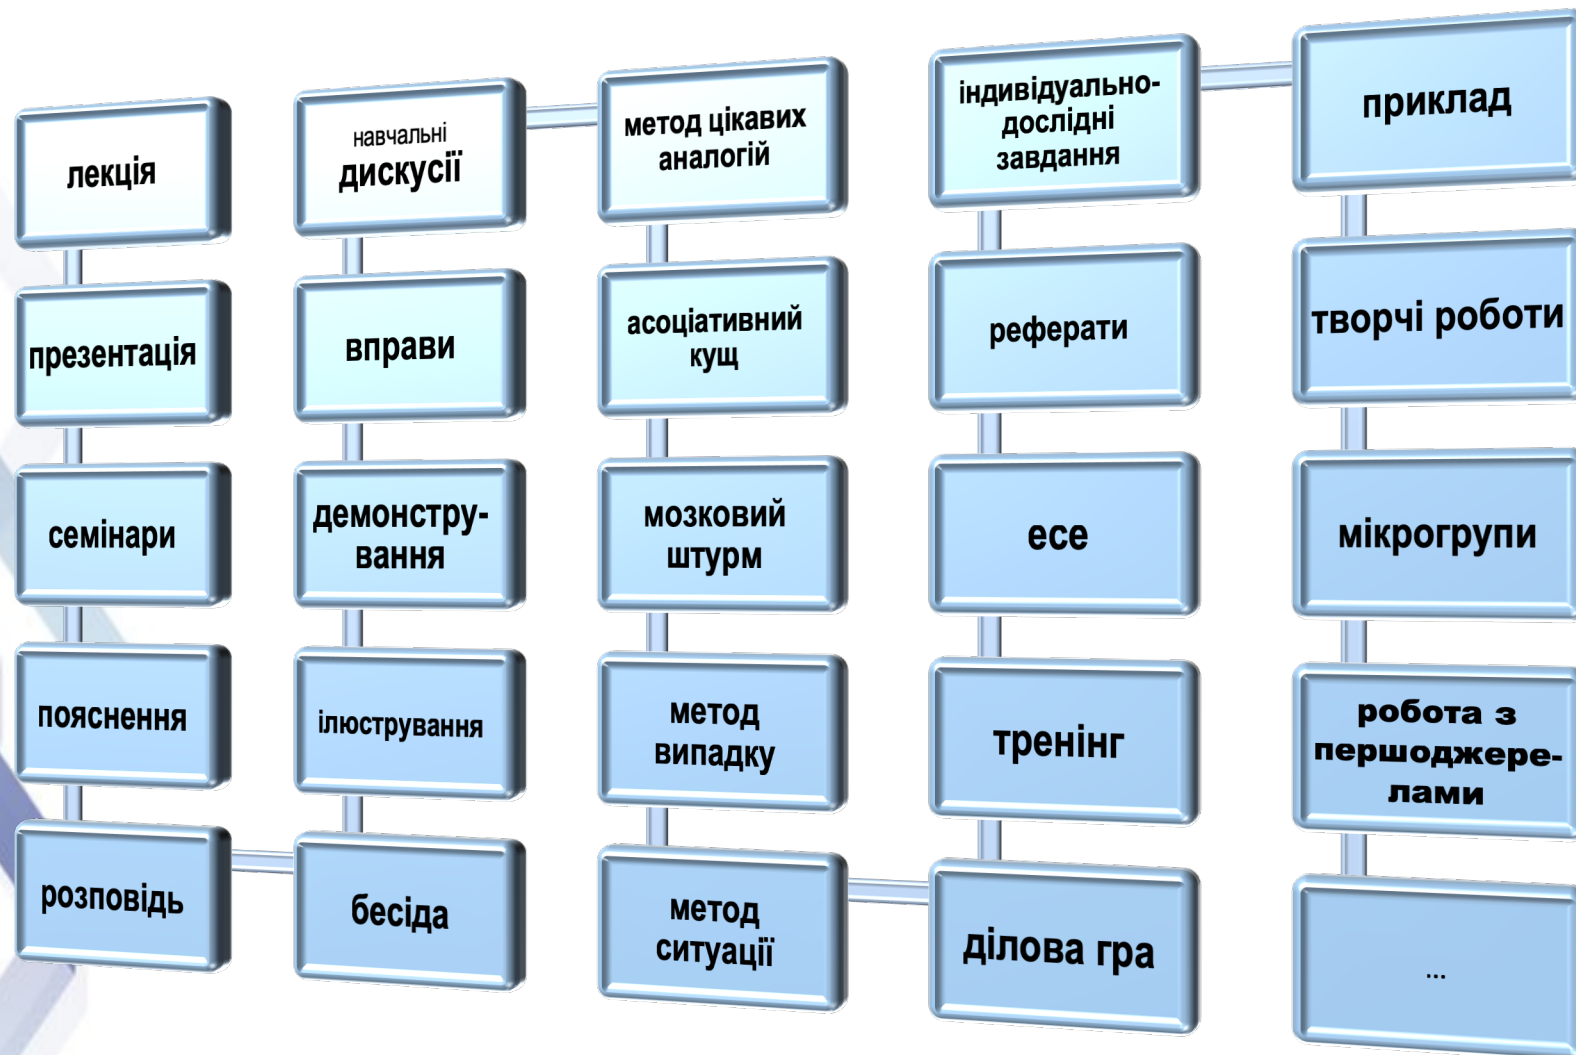 лекція
презентація
семінари
пояснення
розповідь
бесіда
ілюстрування
демонстру-
вання
вправи
навчальні
дискусії
метод цікавих
аналогій
асоціативний
кущ
мозковий
штурм
метод
випадку
метод
ситуації
ділова гра
тренінг
есе
реферати
індивідуально-
дослідні
завдання
приклад
творчі роботи
мікрогрупи
робота з
першоджере-
лами
...